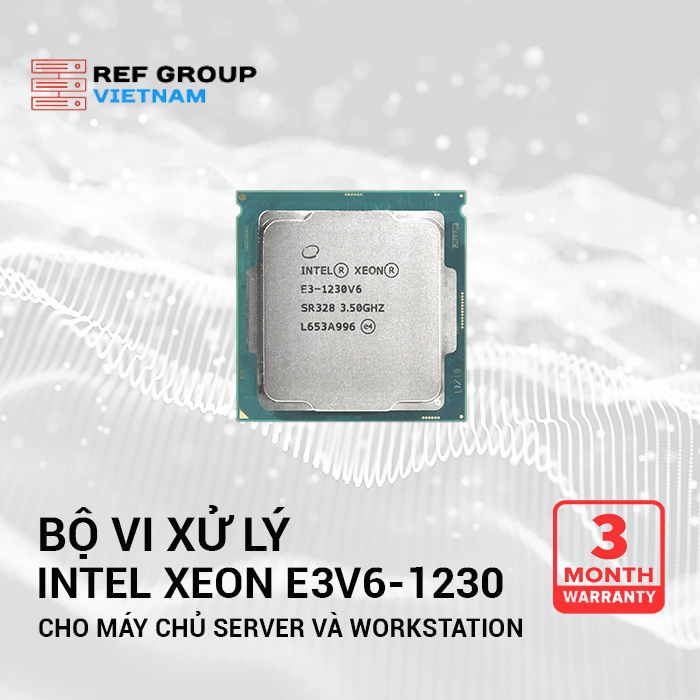 REF GROUP
VIETNAM
INTEL® XEON®
E3-1230V6
SR328 3.50GHZ
L653A996 e4
BỘ VI XỬ LÝ
INTEL XEON E3V6-1230
CHO MÁY CHỦ SERVER VÀ WORKSTATION
3
MONTH
WARRANTY